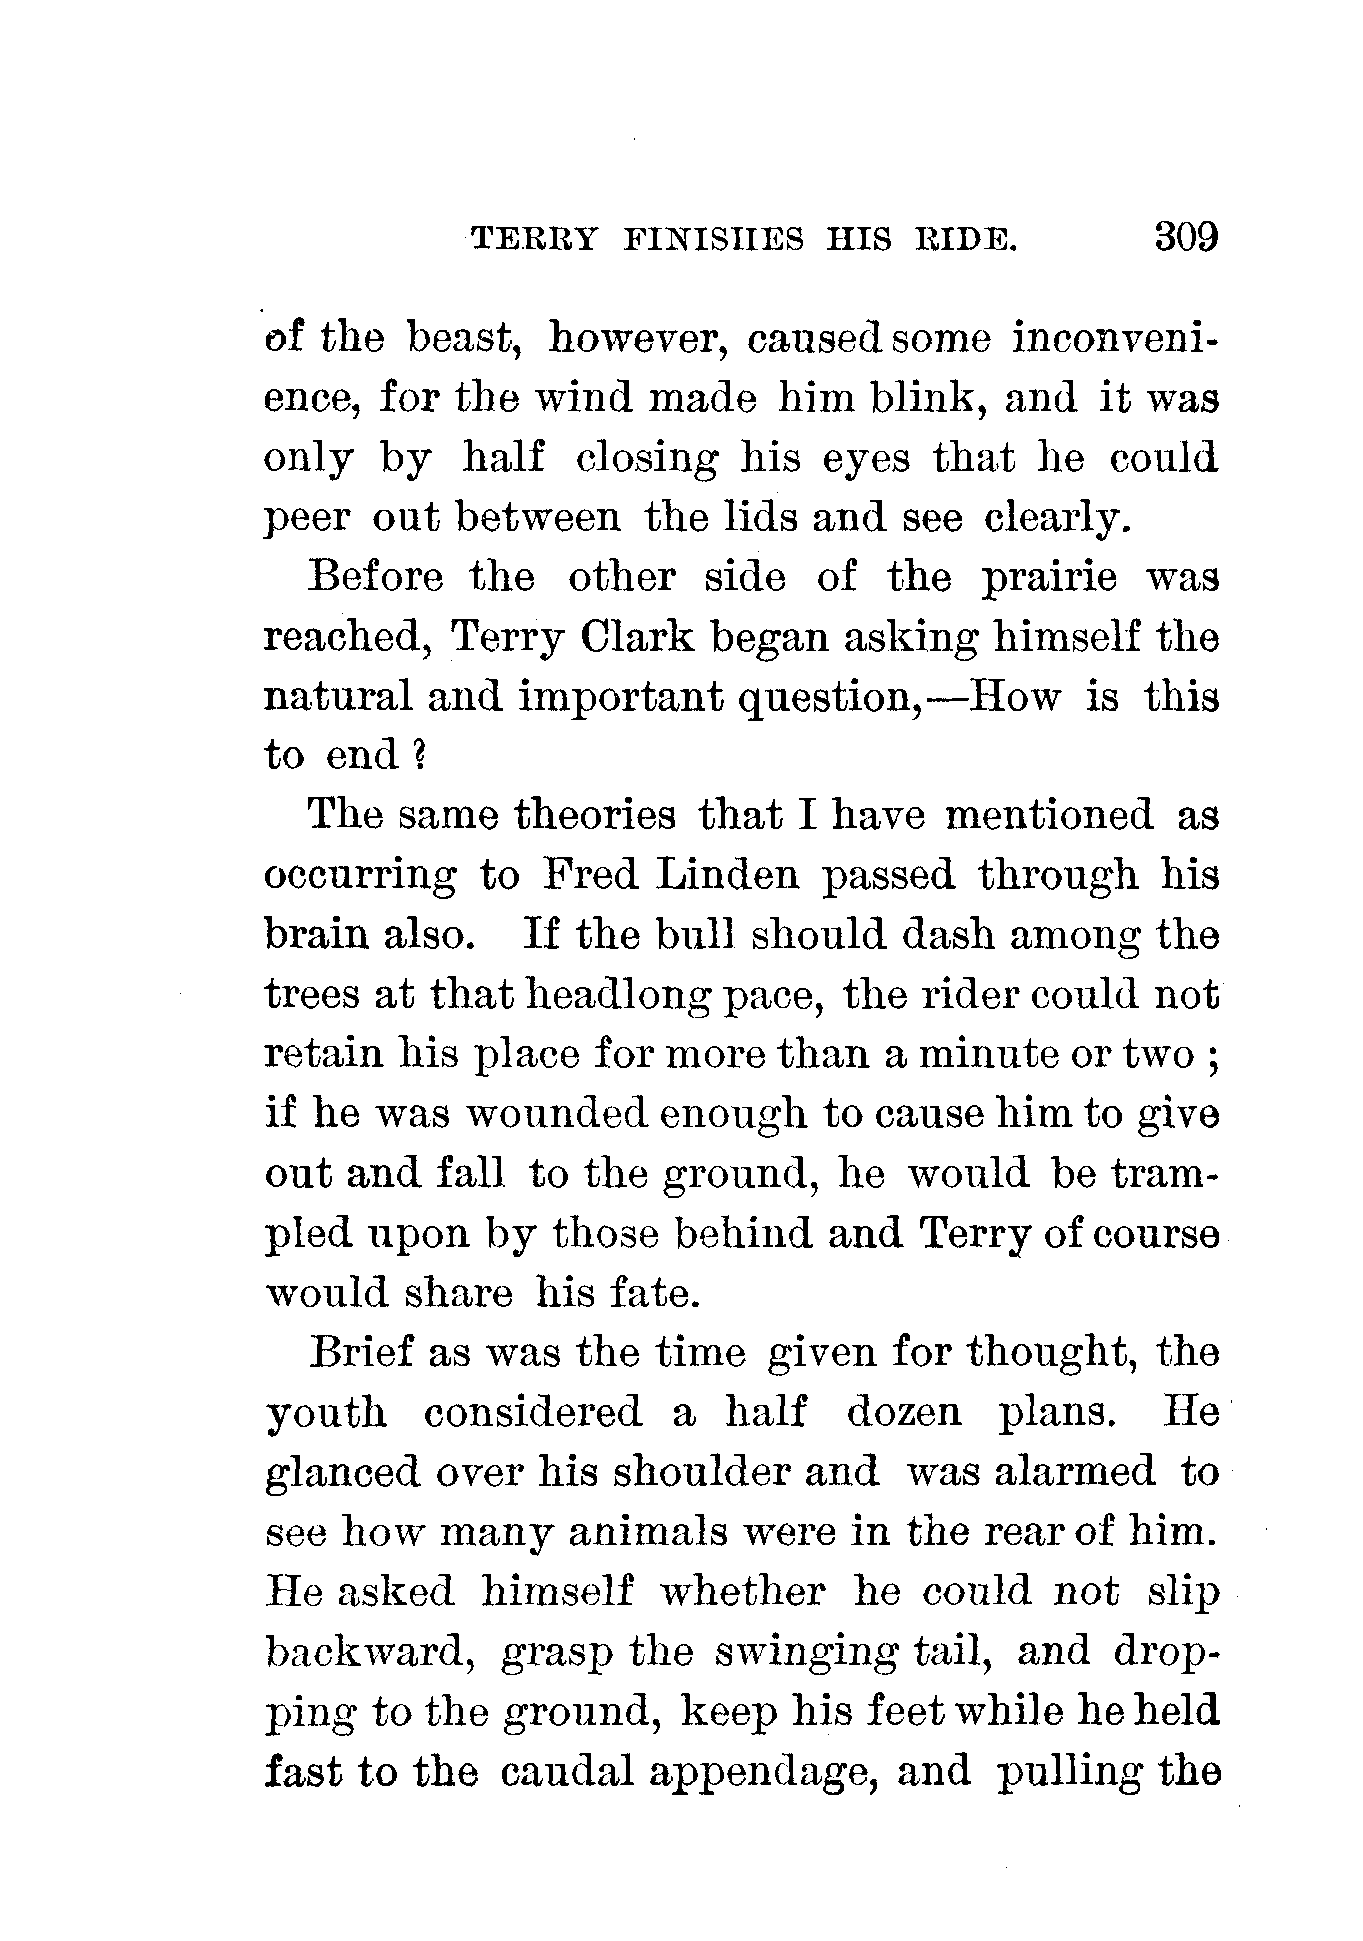 TERRY FINISHES HIS RIDE. 309
of the beast, however, caused some inconveni-
ence, for the wind made him blink, and it was
only by half closing his eyes that he could
peer out between the lids and see clearly.
Before the other side of the prairie was
reached, Terry Clark began asking himself the
natural and important question,—How is this
to end ?
The same theories that I have mentioned as
occurring to Fred Linden passed through his
brain also. If the bull should dash among the
trees at that headlong pace, the rider could not
retain his place for more than a minute or two ;
if he was wounded enough to cause him to give
out and fall to the ground, he would be tram-
pled upon by those behind and Terry of course
would share his fate.
Brief as was the time given for thought, the
youth considered a half dozen plans. He
glanced over his shoulder and was alarmed to
see how many animals were in the rear of him.
He asked himself whether he could not slip
backward, grasp the swinging tail, and drop-
ping to the ground, keep his feet while he held
fast to the caudal appendage, and pulling the